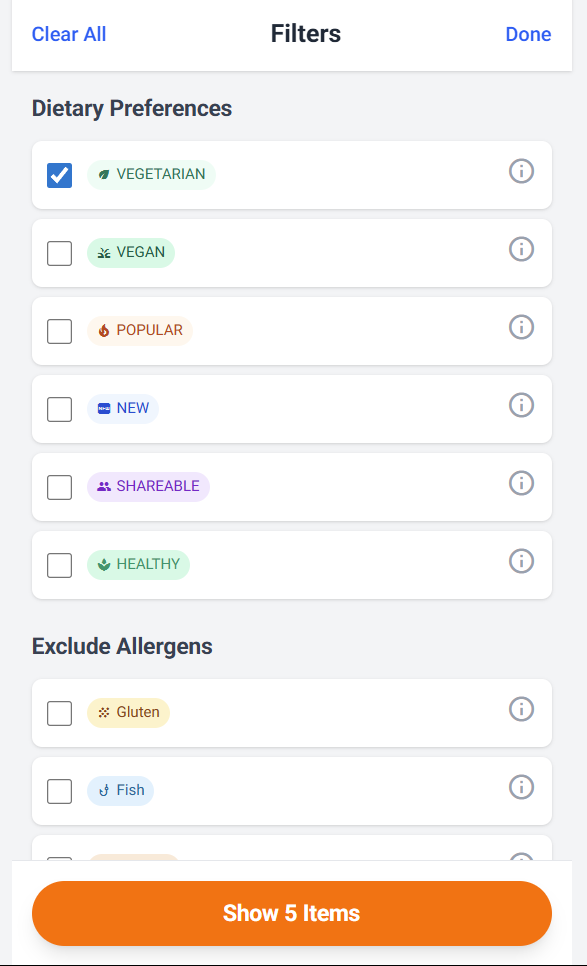 Clear All
Filters
Done
Dietary Preferences
VEGETARIAN
VEGAN
POPULAR
NEW
SHAREABLE
HEALTHY
Exclude Allergens
Gluten
Fish
Show 5 Items